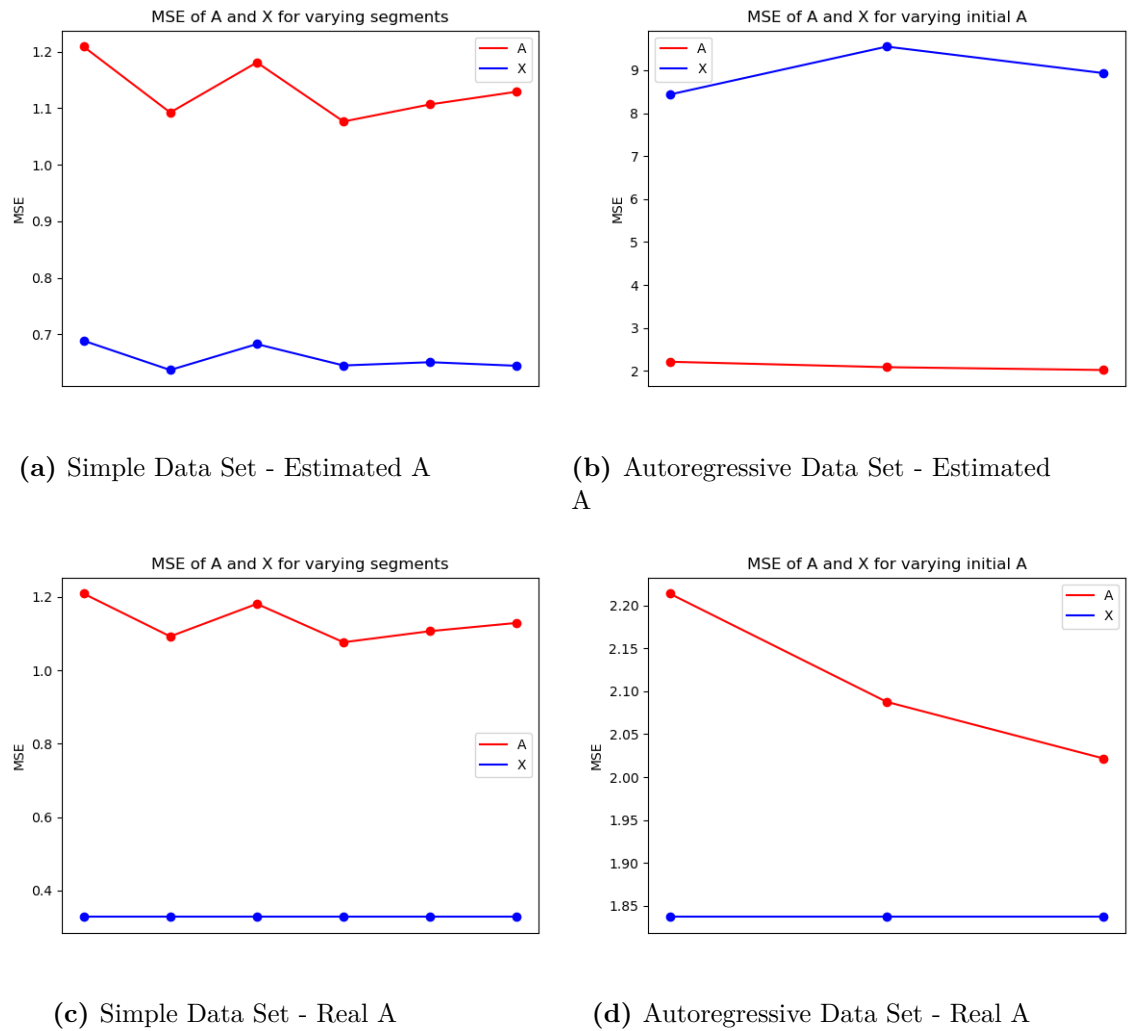 MSE of A and X for varying segments
1.2
1.1
1.0
0.9
0.8
0.7
MSE
A
X
MSE of A and X for varying initial A
9
8
7
6
5
4
3
2
MSE
A
X
(a) Simple Data Set - Estimated A
(b) Autoregressive Data Set - Estimated
A
MSE of A and X for varying segments
1.2
1.0
0.8
0.6
0.4
MSE
A
X
MSE of A and X for varying initial A
2.20
2.15
2.10
2.05
2.00
1.95
1.90
1.85
MSE
A
X
(c) Simple Data Set - Real A
(d) Autoregressive Data Set - Real A